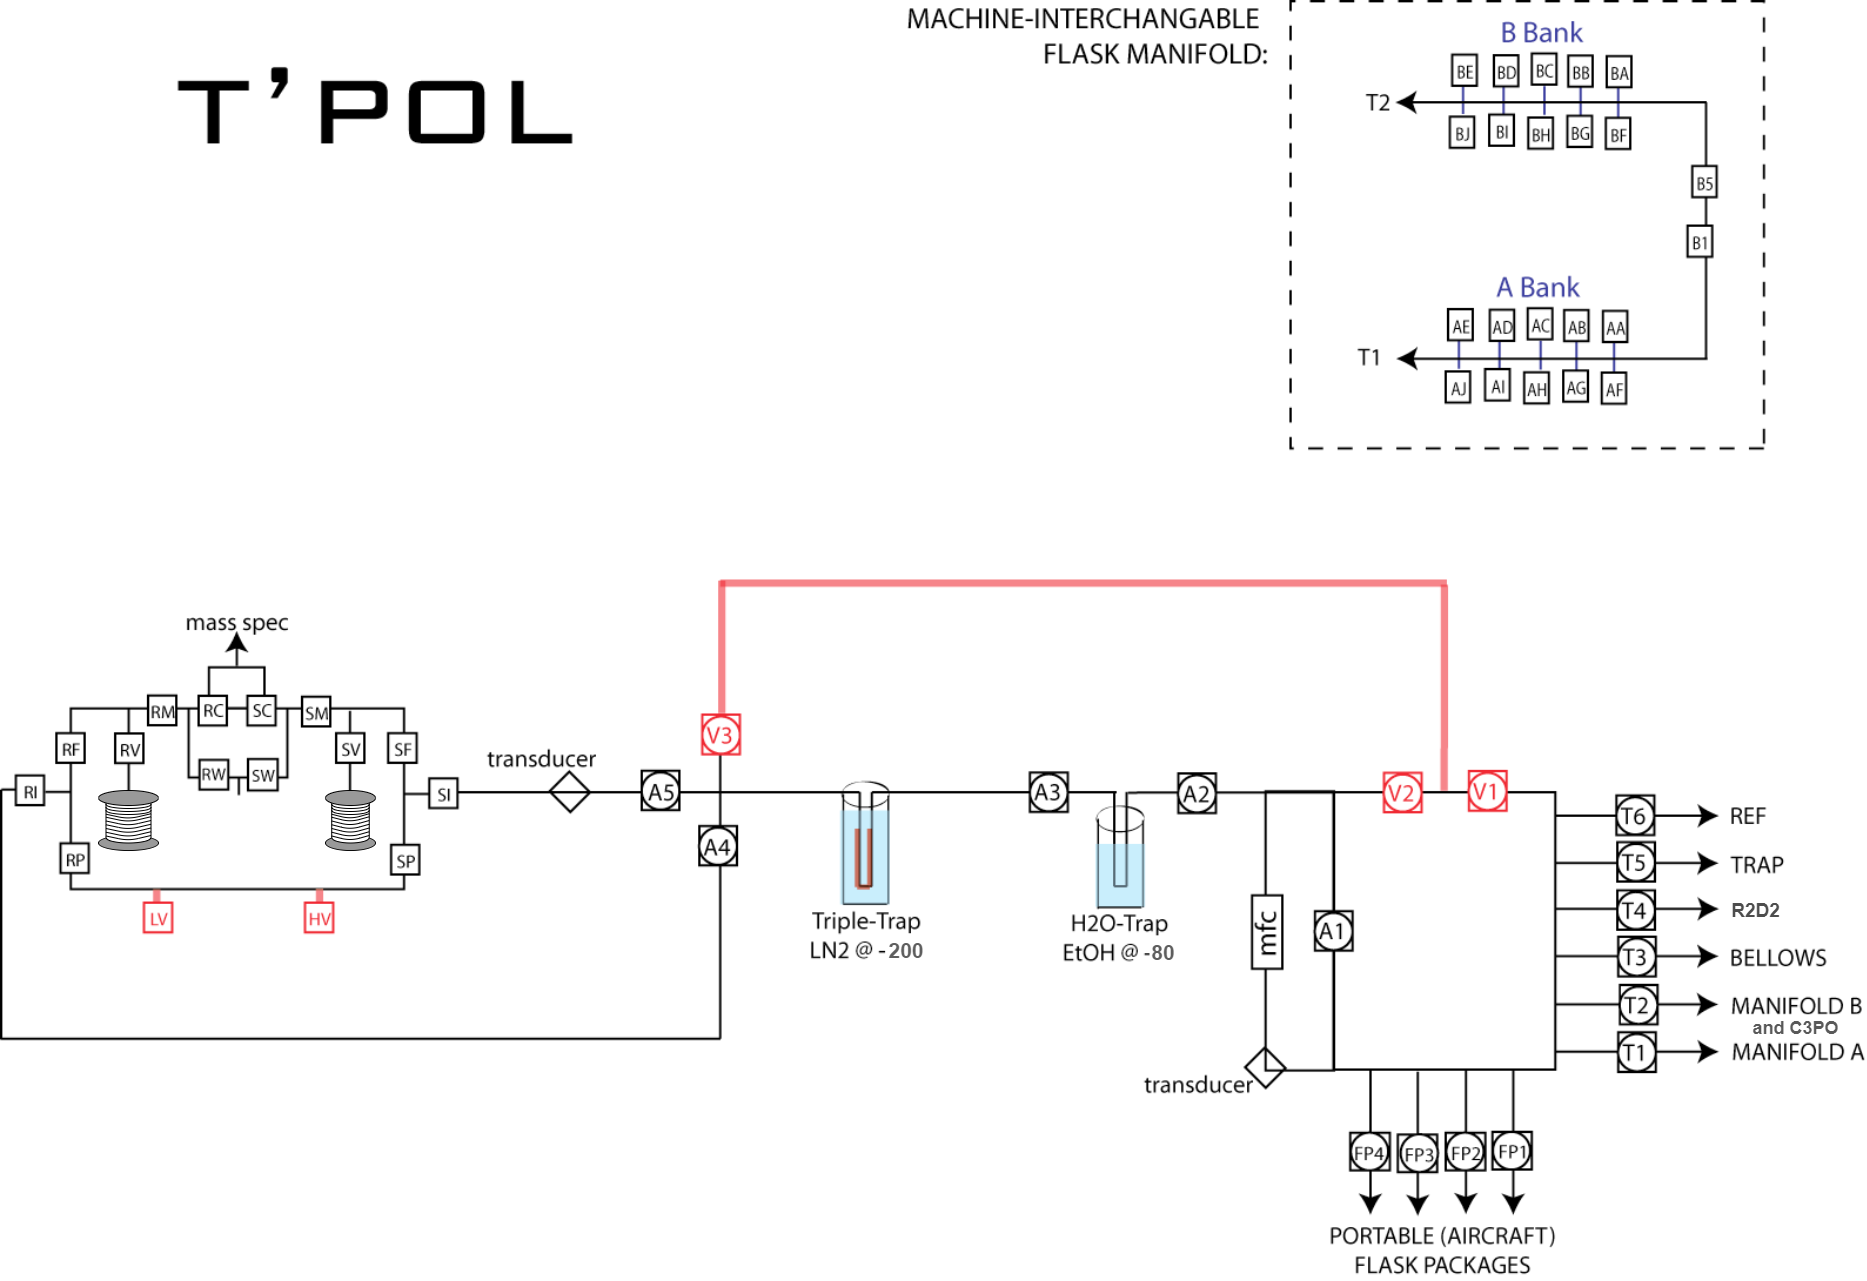 MACHINE-INTERCHANGABLE
FLASK MANIFOLD:
T'POL
B Bank
BE BD BC BB BA
T2
BJ BI BH BG BF
B5
B1
A Bank
AE AD AC AB AA
T1
AJ AI AH AG AF
mass spec
RM RC SC SM
RF RV SV SF
RW SW
RI
SI
RP
SP
LV
HV
transducer
V3
A5
A4
A3
A2
V2
V1
Triple-Trap
LN2 @ -200
H2O-Trap
EtOH @ -80
mfc
A1
transducer
T6 REF
T5 TRAP
T4 R2D2
T3 BELLOWS
T2 MANIFOLD B
and C3PO
T1 MANIFOLD A
FP4 FP3 FP2 FP1
PORTABLE (AIRCRAFT)
FLASK PACKAGES